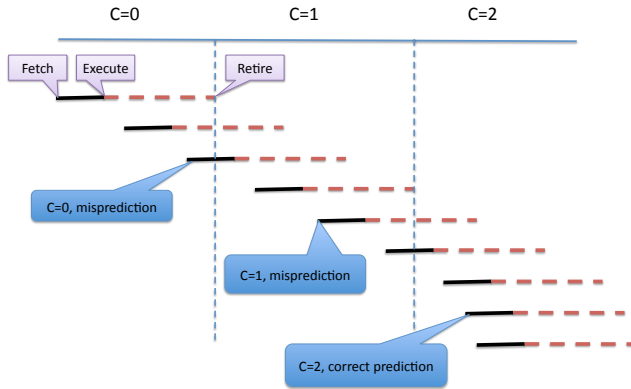 C=0 C=1 C=2
Fetch Execute Retire
C=0, misprediction
C=1, misprediction
C=2, correct prediction